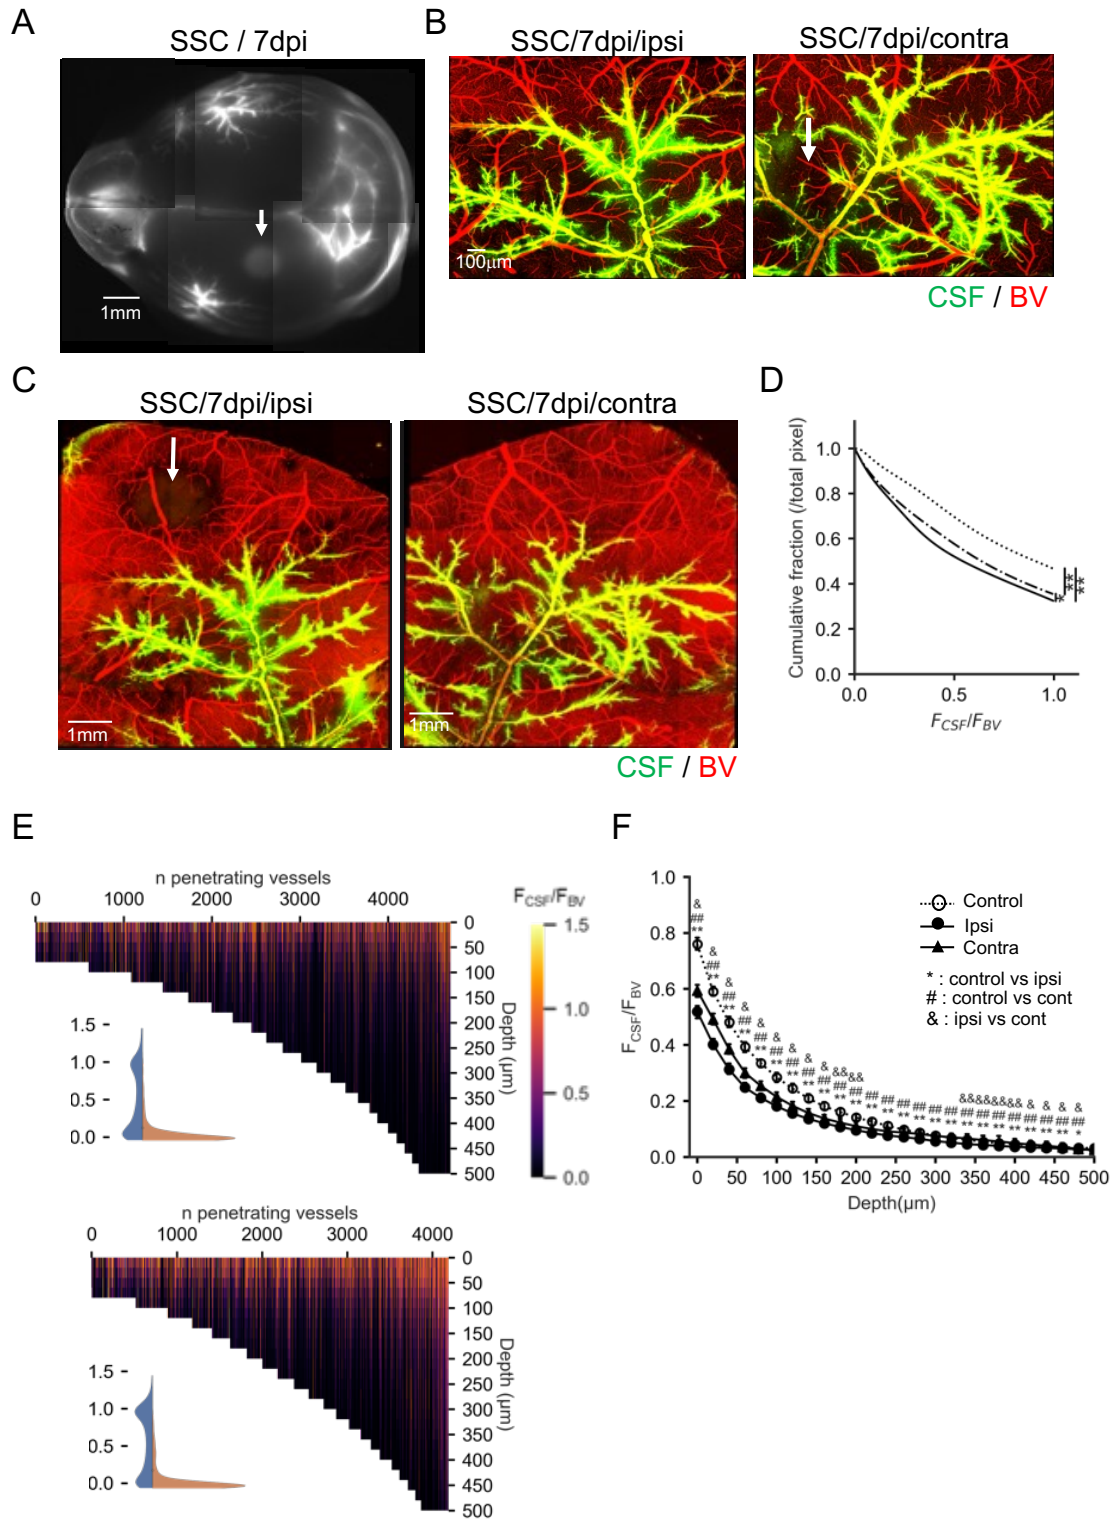 A
SSC / 7dpi
1mm
B
SSC/7dpi/ipsi
SSC/7dpi/contra
100μm
CSF / BV
C
SSC/7dpi/ipsi
SSC/7dpi/contra
1mm
1mm
CSF / BV
D
Cumulative fraction (/total pixel)
1.0
0.8
0.6
0.4
0.2
0.0
0.0 0.5 1.0
F_CSF/F_BV
*
**
**
E
n penetrating vessels
0 1000 2000 3000 4000
0
50
100
150
200
250
300
350
400
450
500
Depth (μm)
1.5
1.0
0.5
0.0
F_CSF/F_BV
1.5
1.0
0.5
0.0
n penetrating vessels
0 1000 2000 3000 4000
0
50
100
150
200
250
300
350
400
450
500
Depth (μm)
1.5
1.0
0.5
0.0
F
F_CSF/F_BV
1.0
0.8
0.6
0.4
0.2
0.0
0 50 100 150 200 250 300 350 400 450 500
Depth(μm)
Control
Ipsi
Contra
* : control vs ipsi
# : control vs cont
& : ipsi vs cont